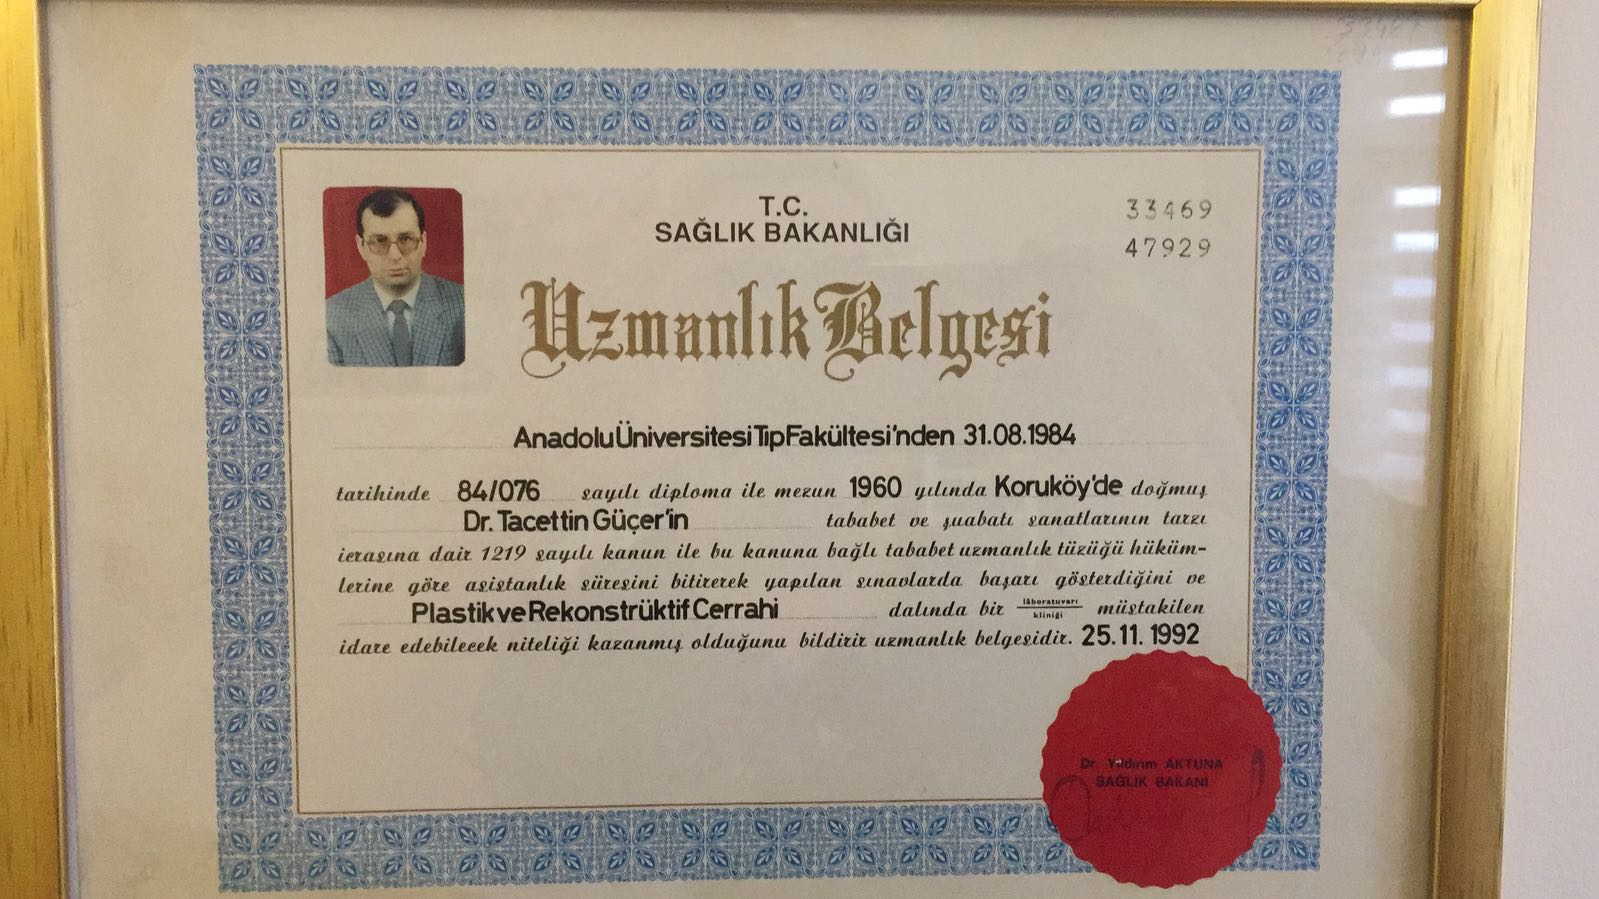 T.C.
SAĞLIK BAKANLIĞI
33469
47929
Uzmanlık Belgesi
Anadolu Üniversitesi Tıp Fakültesi'nden 31.08.1984
tarihinde 84/076 sayılı diploma ile mezun 1960 yılında Koruköy'de doğmuş
Dr. Tacettin Güçer'in tababet ve şuabatı sanatlarının tarzı
icrasına dair 1219 sayılı kanun ile bu kanuna bağlı tababet uzmanlık tüzüğü hüküm-
lerine göre asistanlık süresini bitirerek yapılan sınavlarda başarı gösterdiğini ve
Plastik ve Rekonstrüktif Cerrahi dalında bir lâboratuvarı kliniği müstakilen
idare edebilecek niteliği kazanmış olduğunu bildirir uzmanlık belgesidir. 25.11.1992
Dr. Yıldırım AKTUNA
SAĞLIK BAKANI